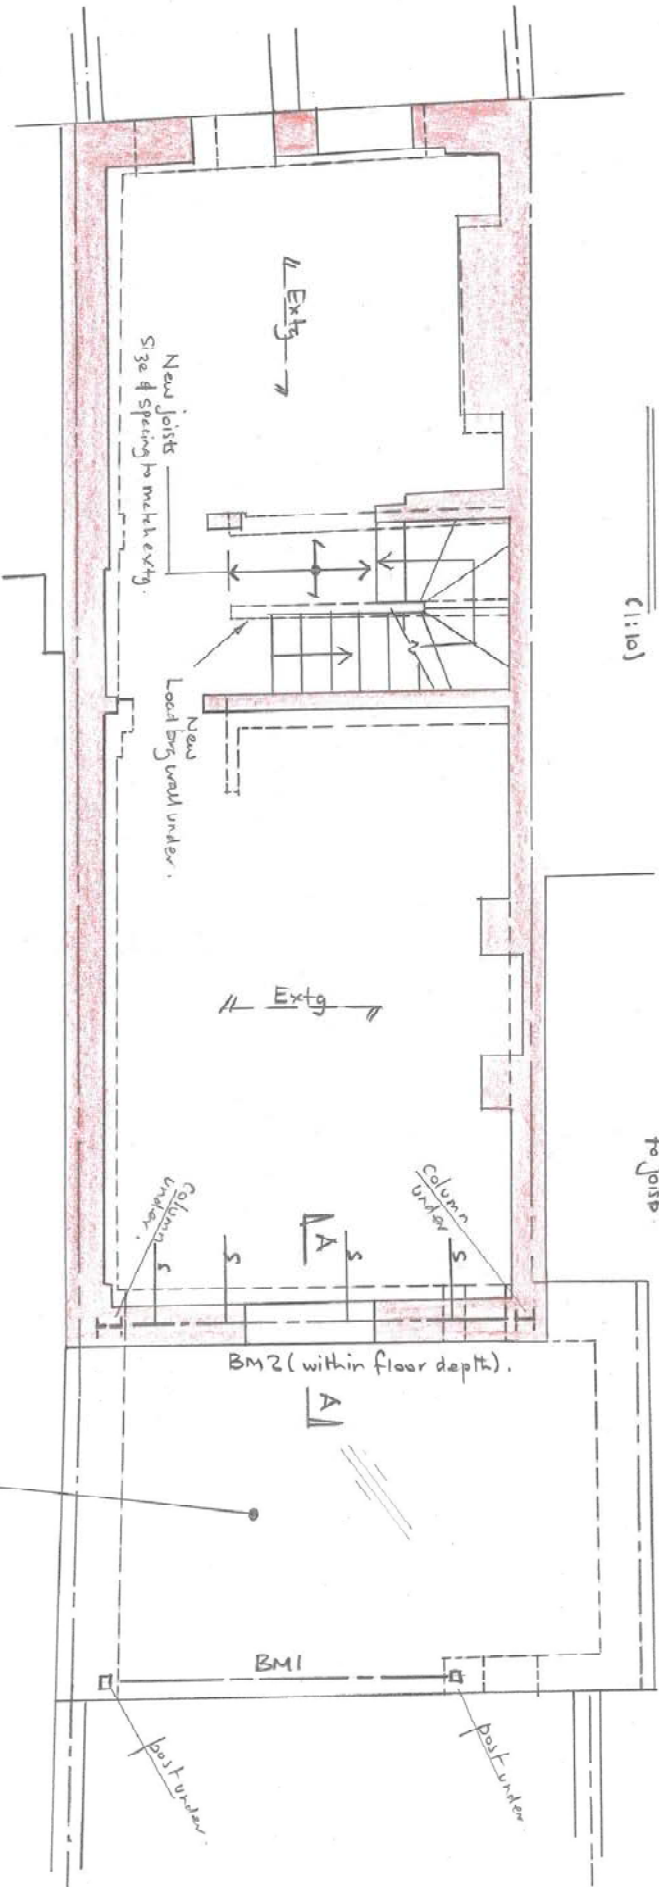 (1:10)
Extg
New joists
Size & spacing to match extg.
New
Load brg wall under.
Extg
to joist
column
under
column
under.
A
S
S
S
S
BM2 (within floor depth).
A
BM1
post under
post under.